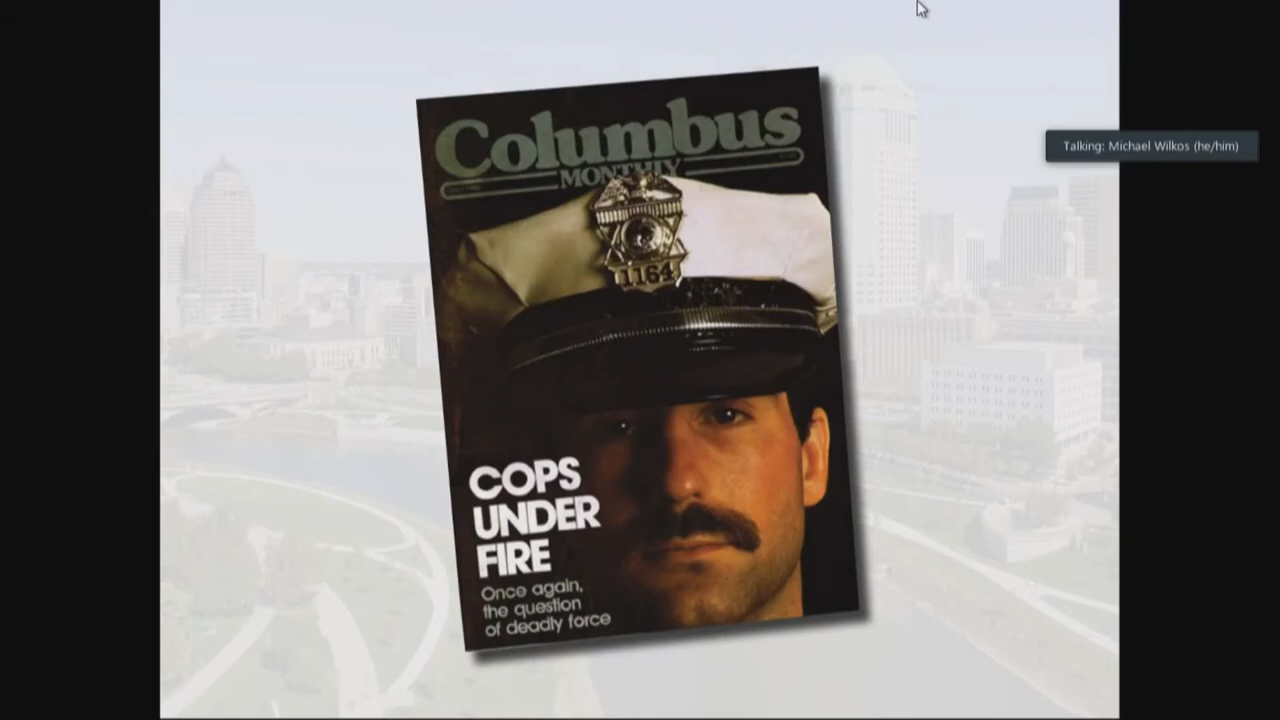 Columbus
MONTHLY
1164
COPS
UNDER
FIRE
Once again,
the question
of deadly force
Talking: Michael Wilkos (he/him)